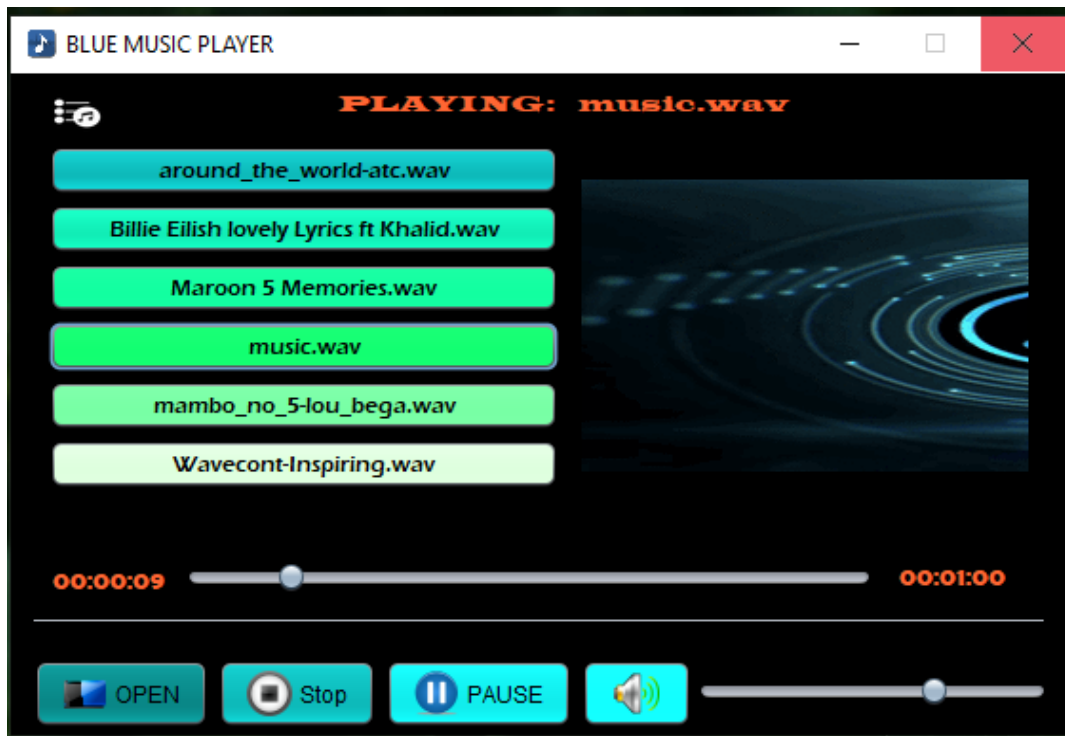 BLUE MUSIC PLAYER
PLAYING: music.wav
around_the_world-atc.wav
Billie Eilish lovely Lyrics ft Khalid.wav
Maroon 5 Memories.wav
music.wav
mambo_no_5-lou_bega.wav
Wavecont-Inspiring.wav
00:00:09 00:01:00
OPEN Stop PAUSE